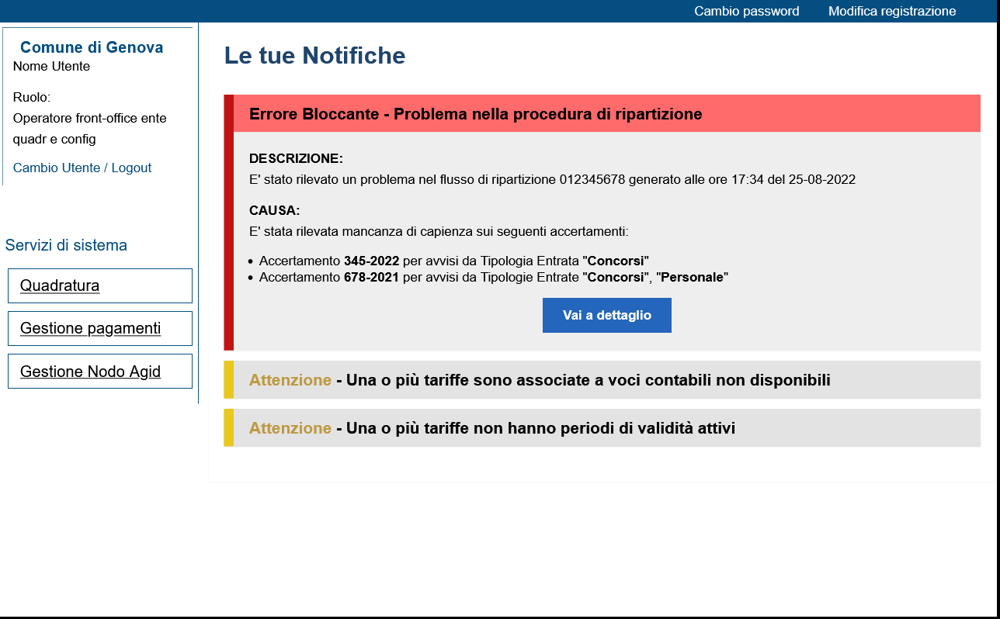 Cambio password
Modifica registrazione
Comune di Genova
Nome Utente
Ruolo:
Operatore front-office ente
quadr e config
Cambio Utente / Logout
Servizi di sistema
Quadratura
Gestione pagamenti
Gestione Nodo Agid
Le tue Notifiche
Errore Bloccante - Problema nella procedura di ripartizione
DESCRIZIONE:
E' stato rilevato un problema nel flusso di ripartizione 012345678 generato alle ore 17:34 del 25-08-2022
CAUSA:
E' stata rilevata mancanza di capienza sui seguenti accertamenti:
• Accertamento 345-2022 per avvisi da Tipologia Entrata "Concorsi"
• Accertamento 678-2021 per avvisi da Tipologie Entrate "Concorsi", "Personale"
Vai a dettaglio
Attenzione - Una o più tariffe sono associate a voci contabili non disponibili
Attenzione - Una o più tariffe non hanno periodi di validità attivi